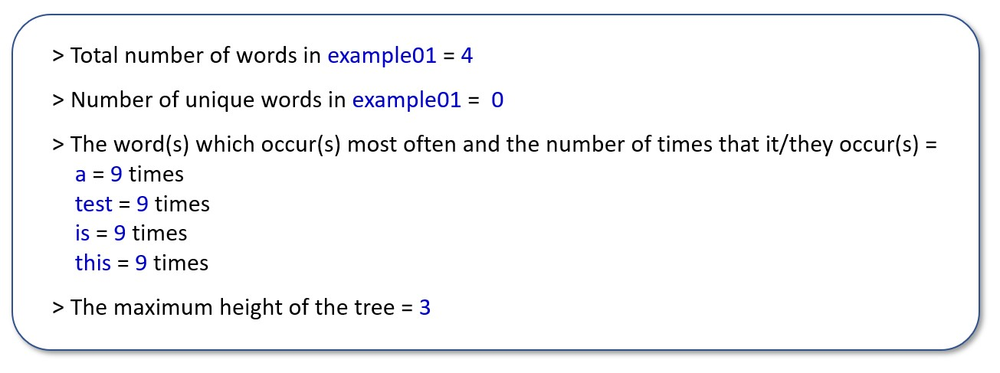 > Total number of words in example01 = 4
> Number of unique words in example01 = 0
> The word(s) which occur(s) most often and the number of times that it/they occur(s) =
a = 9 times
test = 9 times
is = 9 times
this = 9 times
> The maximum height of the tree = 3